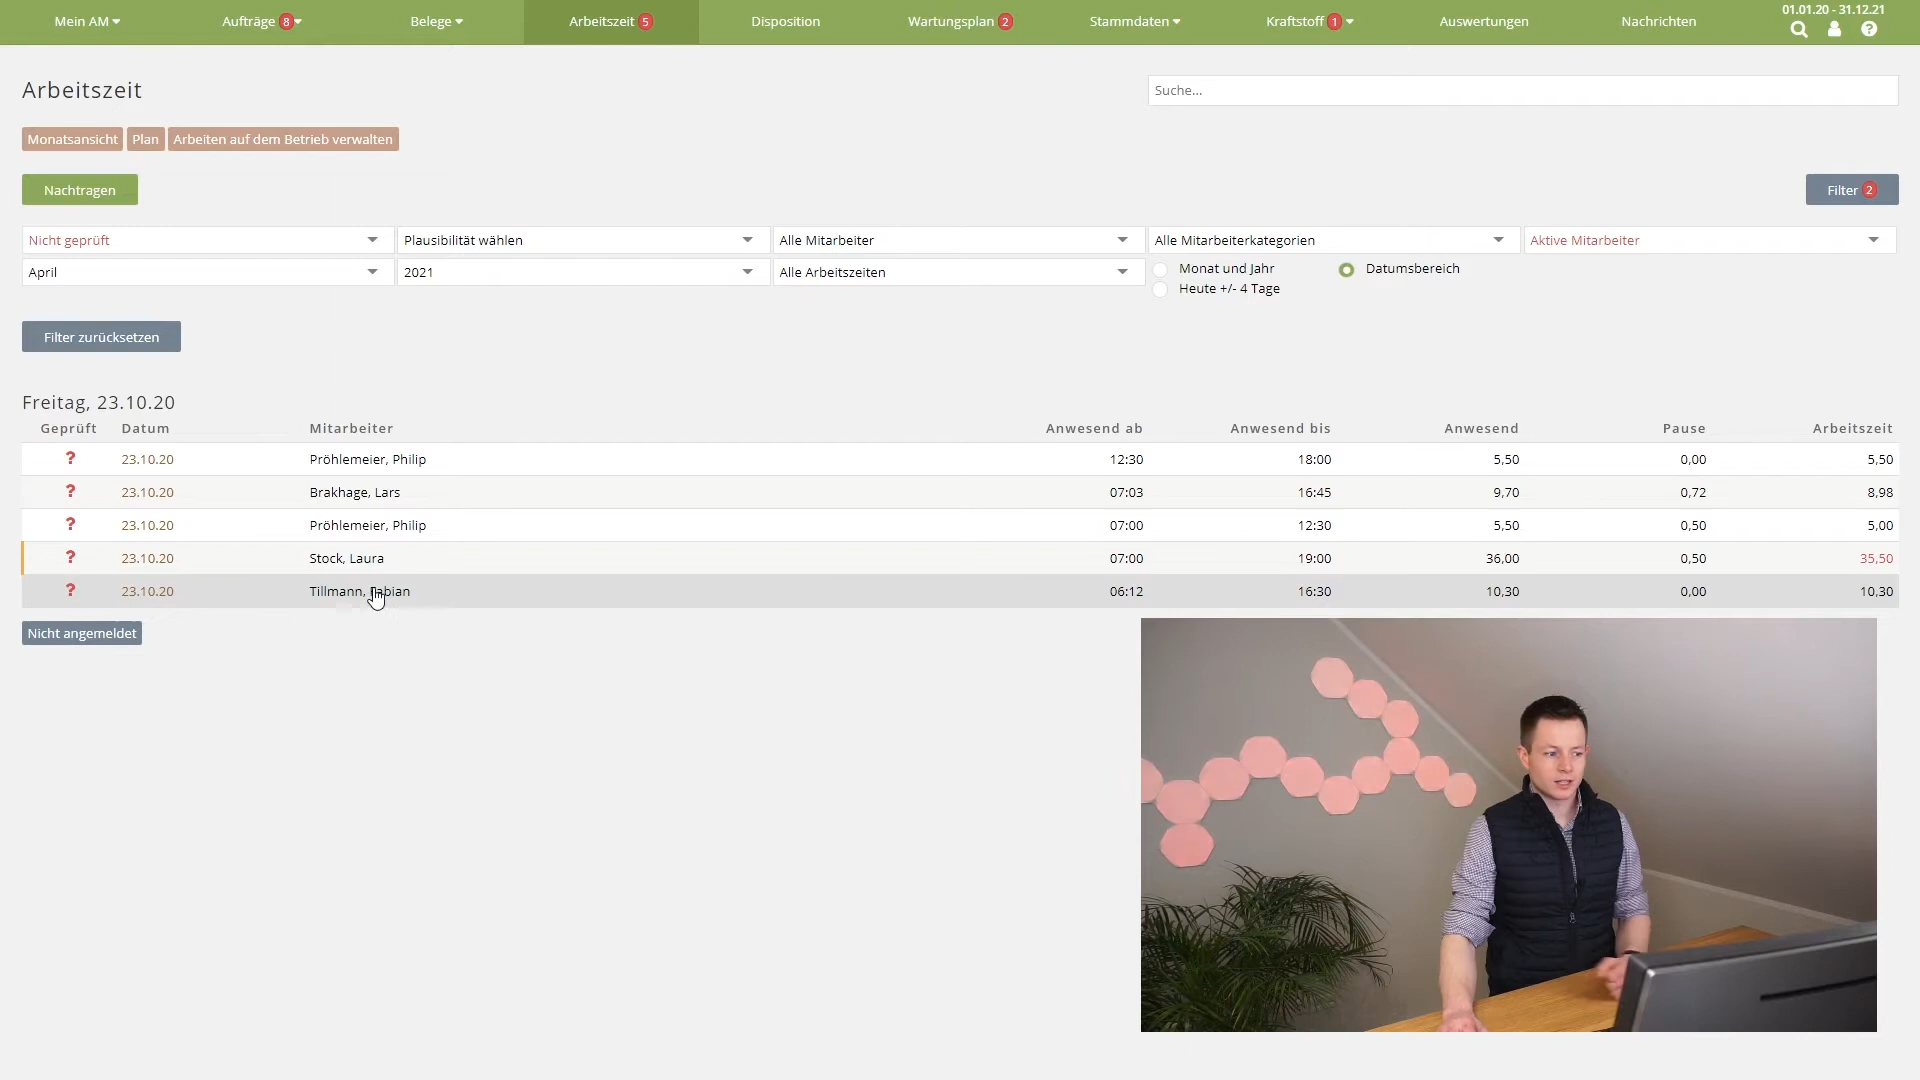 Mein AM Aufträge 8 Belege Arbeitszeit 5 Disposition Wartungsplan 2 Stammdaten Kraftstoff 1 Auswertungen Nachrichten 01.01.20 - 31.12.21
Arbeitszeit Suche...
Monatsansicht Plan Arbeiten auf dem Betrieb verwalten
Nachtragen Filter 2
Nicht geprüft Plausibilität wählen Alle Mitarbeiter Alle Mitarbeiterkategorien Aktive Mitarbeiter
April 2021 Alle Arbeitszeiten Monat und Jahr Datumsbereich
Heute +/- 4 Tage
Filter zurücksetzen
Freitag, 23.10.20
Geprüft Datum Mitarbeiter Anwesend ab Anwesend bis Anwesend Pause Arbeitszeit
? 23.10.20 Pröhlemeier, Philip 12:30 18:00 5,50 0,00 5,50
? 23.10.20 Brakhage, Lars 07:03 16:45 9,70 0,72 8,98
? 23.10.20 Pröhlemeier, Philip 07:00 12:30 5,50 0,50 5,00
? 23.10.20 Stock, Laura 07:00 19:00 36,00 0,50 35,50
? 23.10.20 Tillmann, Fabian 06:12 16:30 10,30 0,00 10,30
Nicht angemeldet